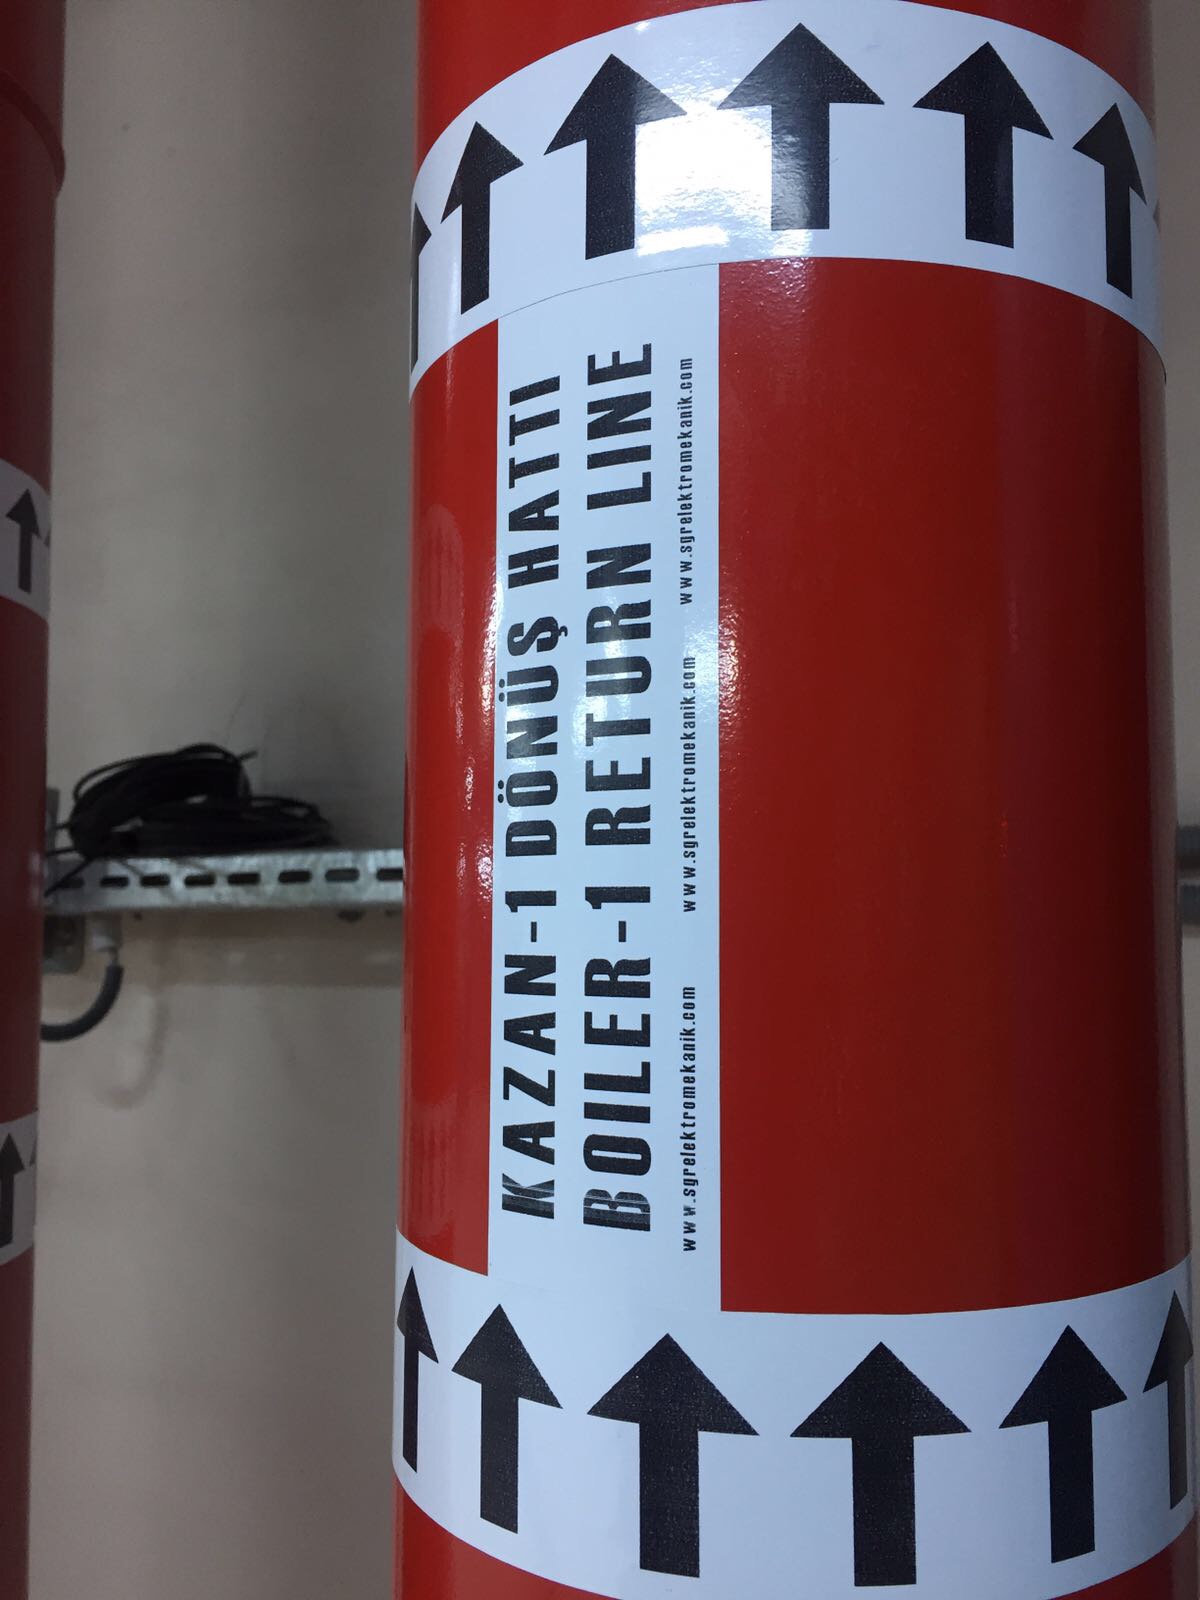 KAZAN-1 DÖNÜŞ HATTI
BOILER-1 RETURN LINE
www.sgrelektromekanik.com www.sgrelektromekanik.com www.sgrelektromekanik.com